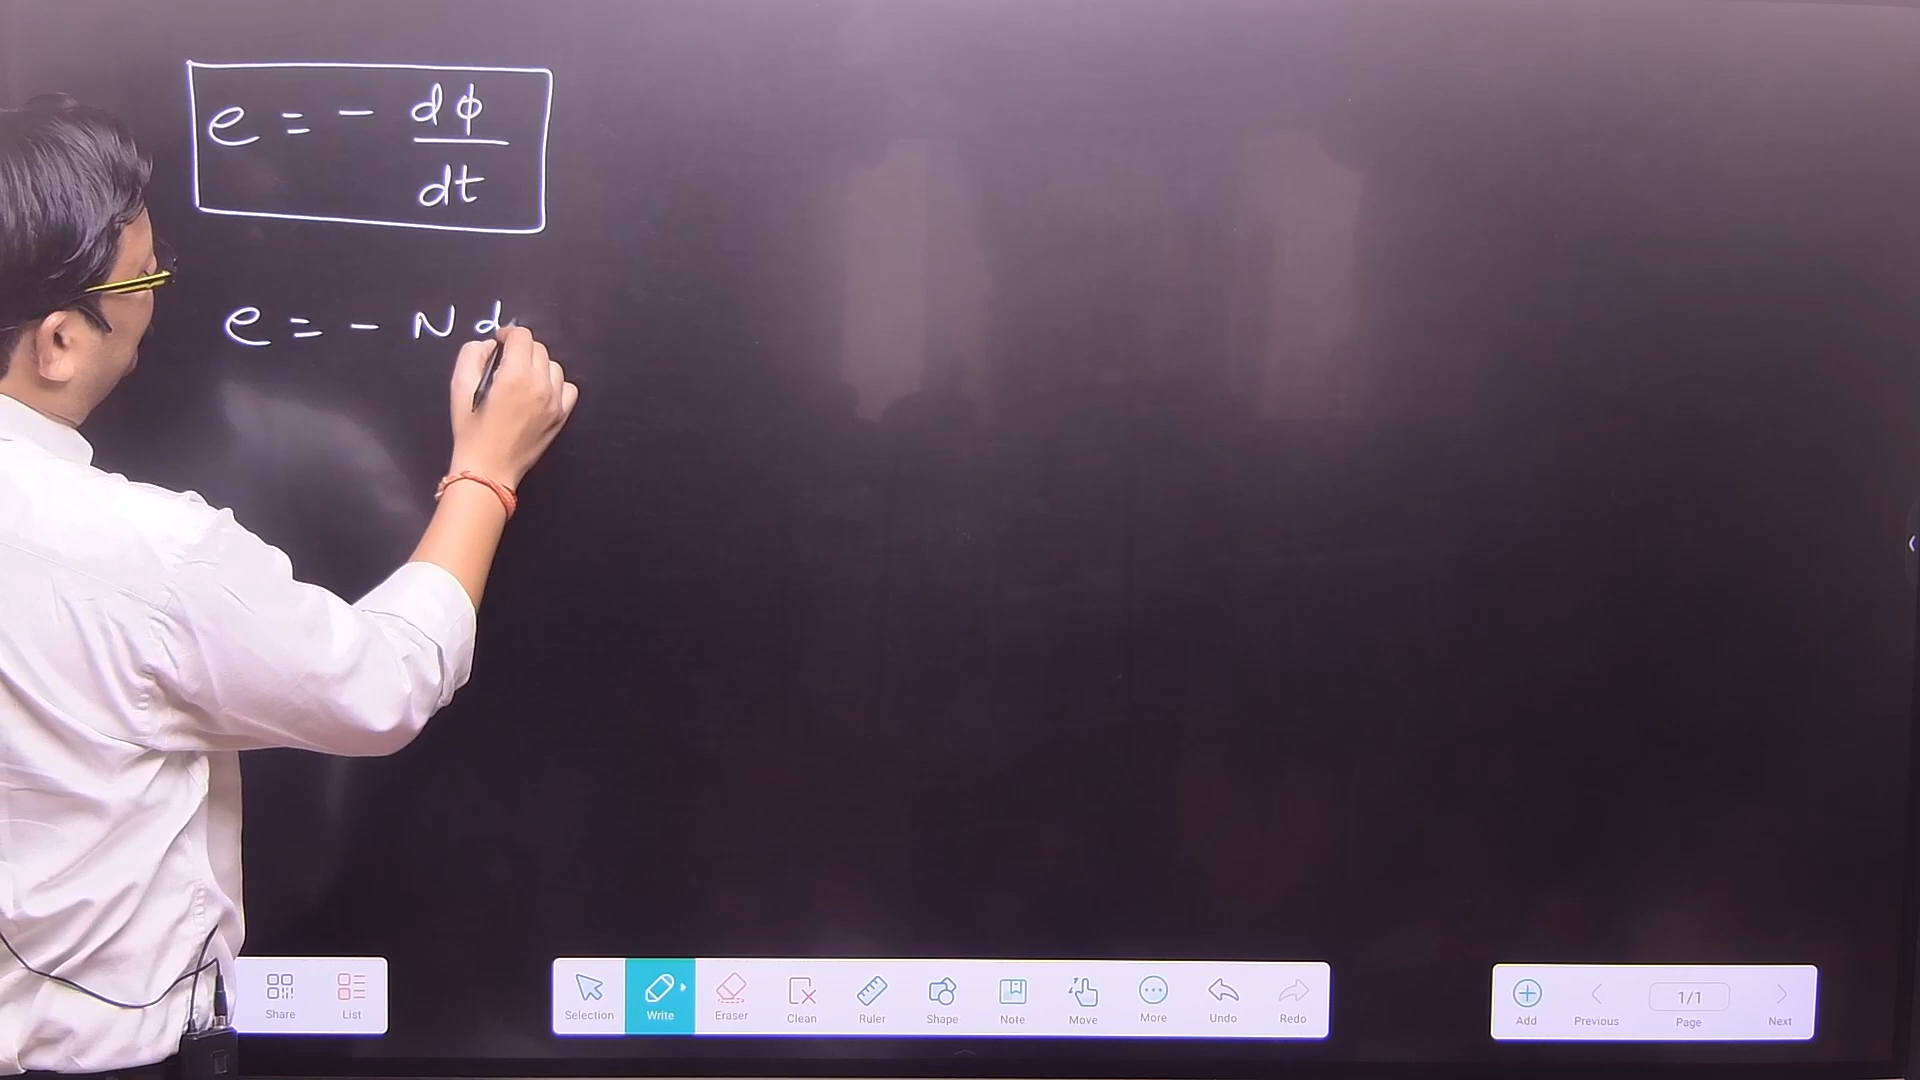 e = - dφ/dt
e = - N d
Share
List
Selection
Write
Eraser
Clean
Ruler
Shape
Note
Move
More
Undo
Redo
Add
Previous
1/1
Page
Next